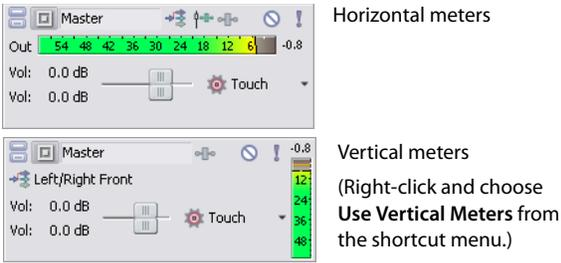 Master
Horizontal meters
Out 54 48 42 36 30 24 18 12 6 -0.8
Vol: 0.0 dB
Touch
Vol: 0.0 dB
Master
-0.8
Vertical meters
Left/Right Front
12
(Right-click and choose
Use Vertical Meters from
the shortcut menu.)
24
Vol: 0.0 dB
Touch
36
Vol: 0.0 dB
48